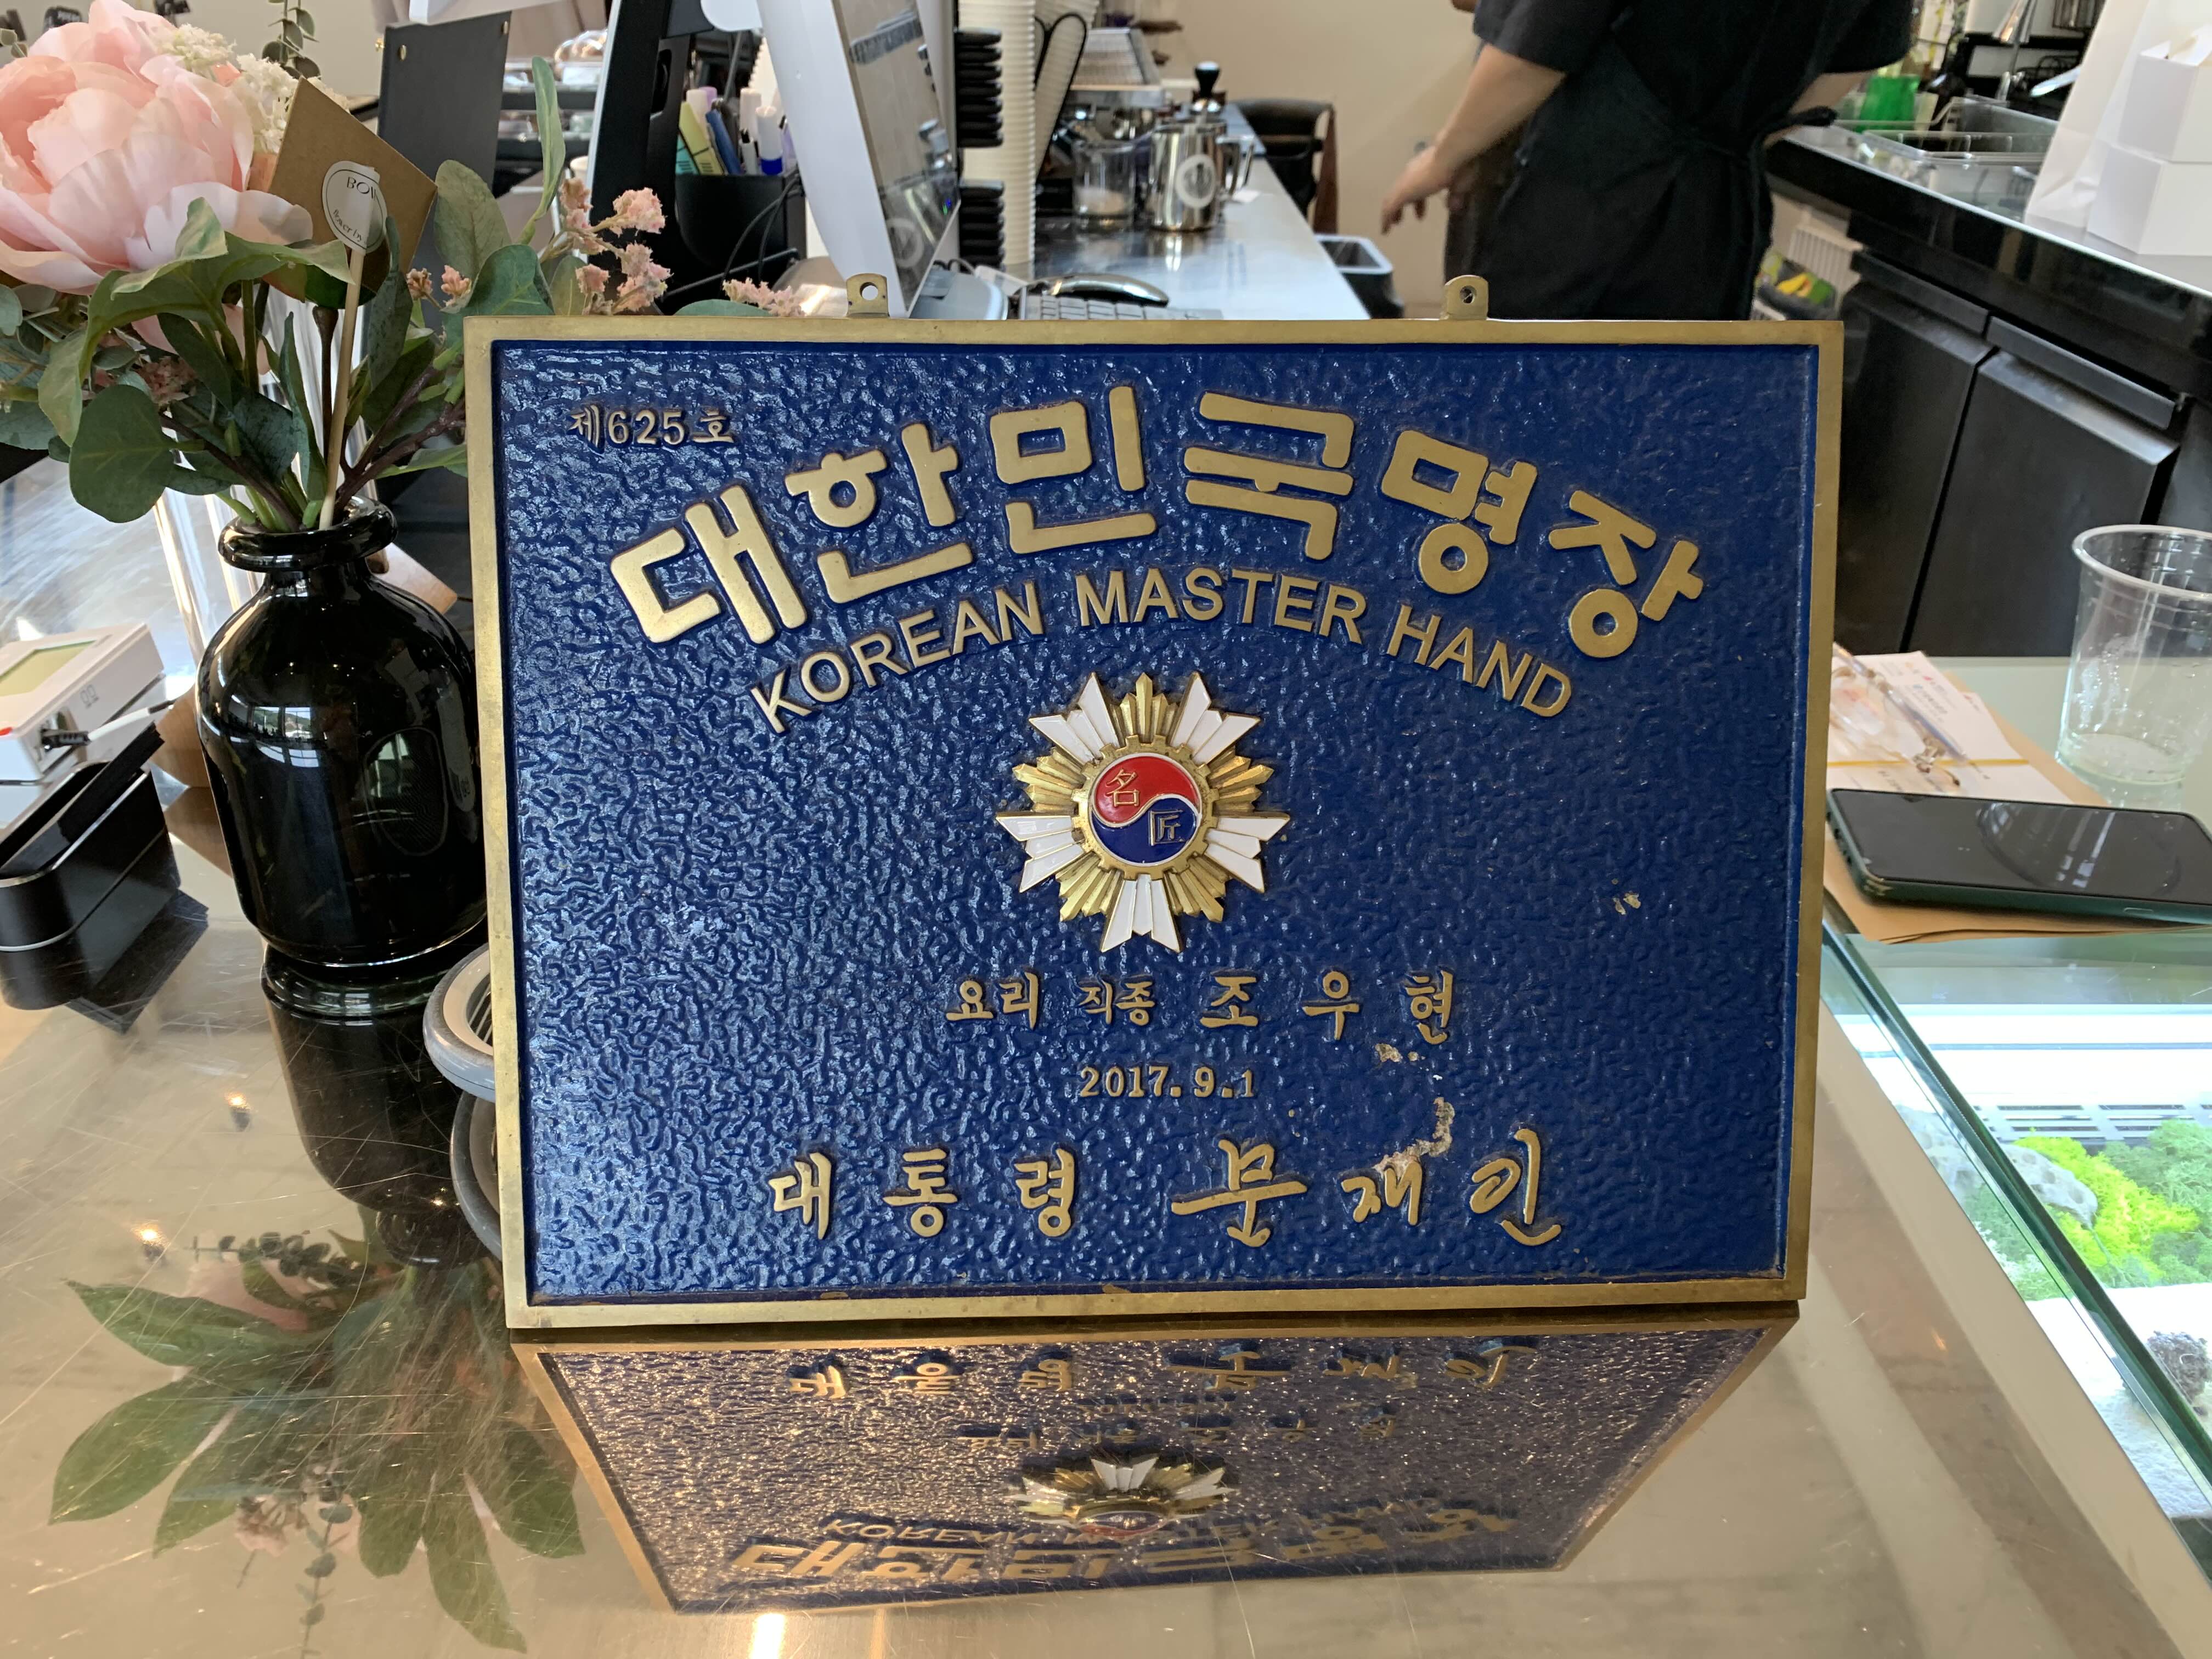 제625호
대한민국명장
KOREAN MASTER HAND
名
匠
요리 직종 조우현
2017.9.1
대통령 문재인